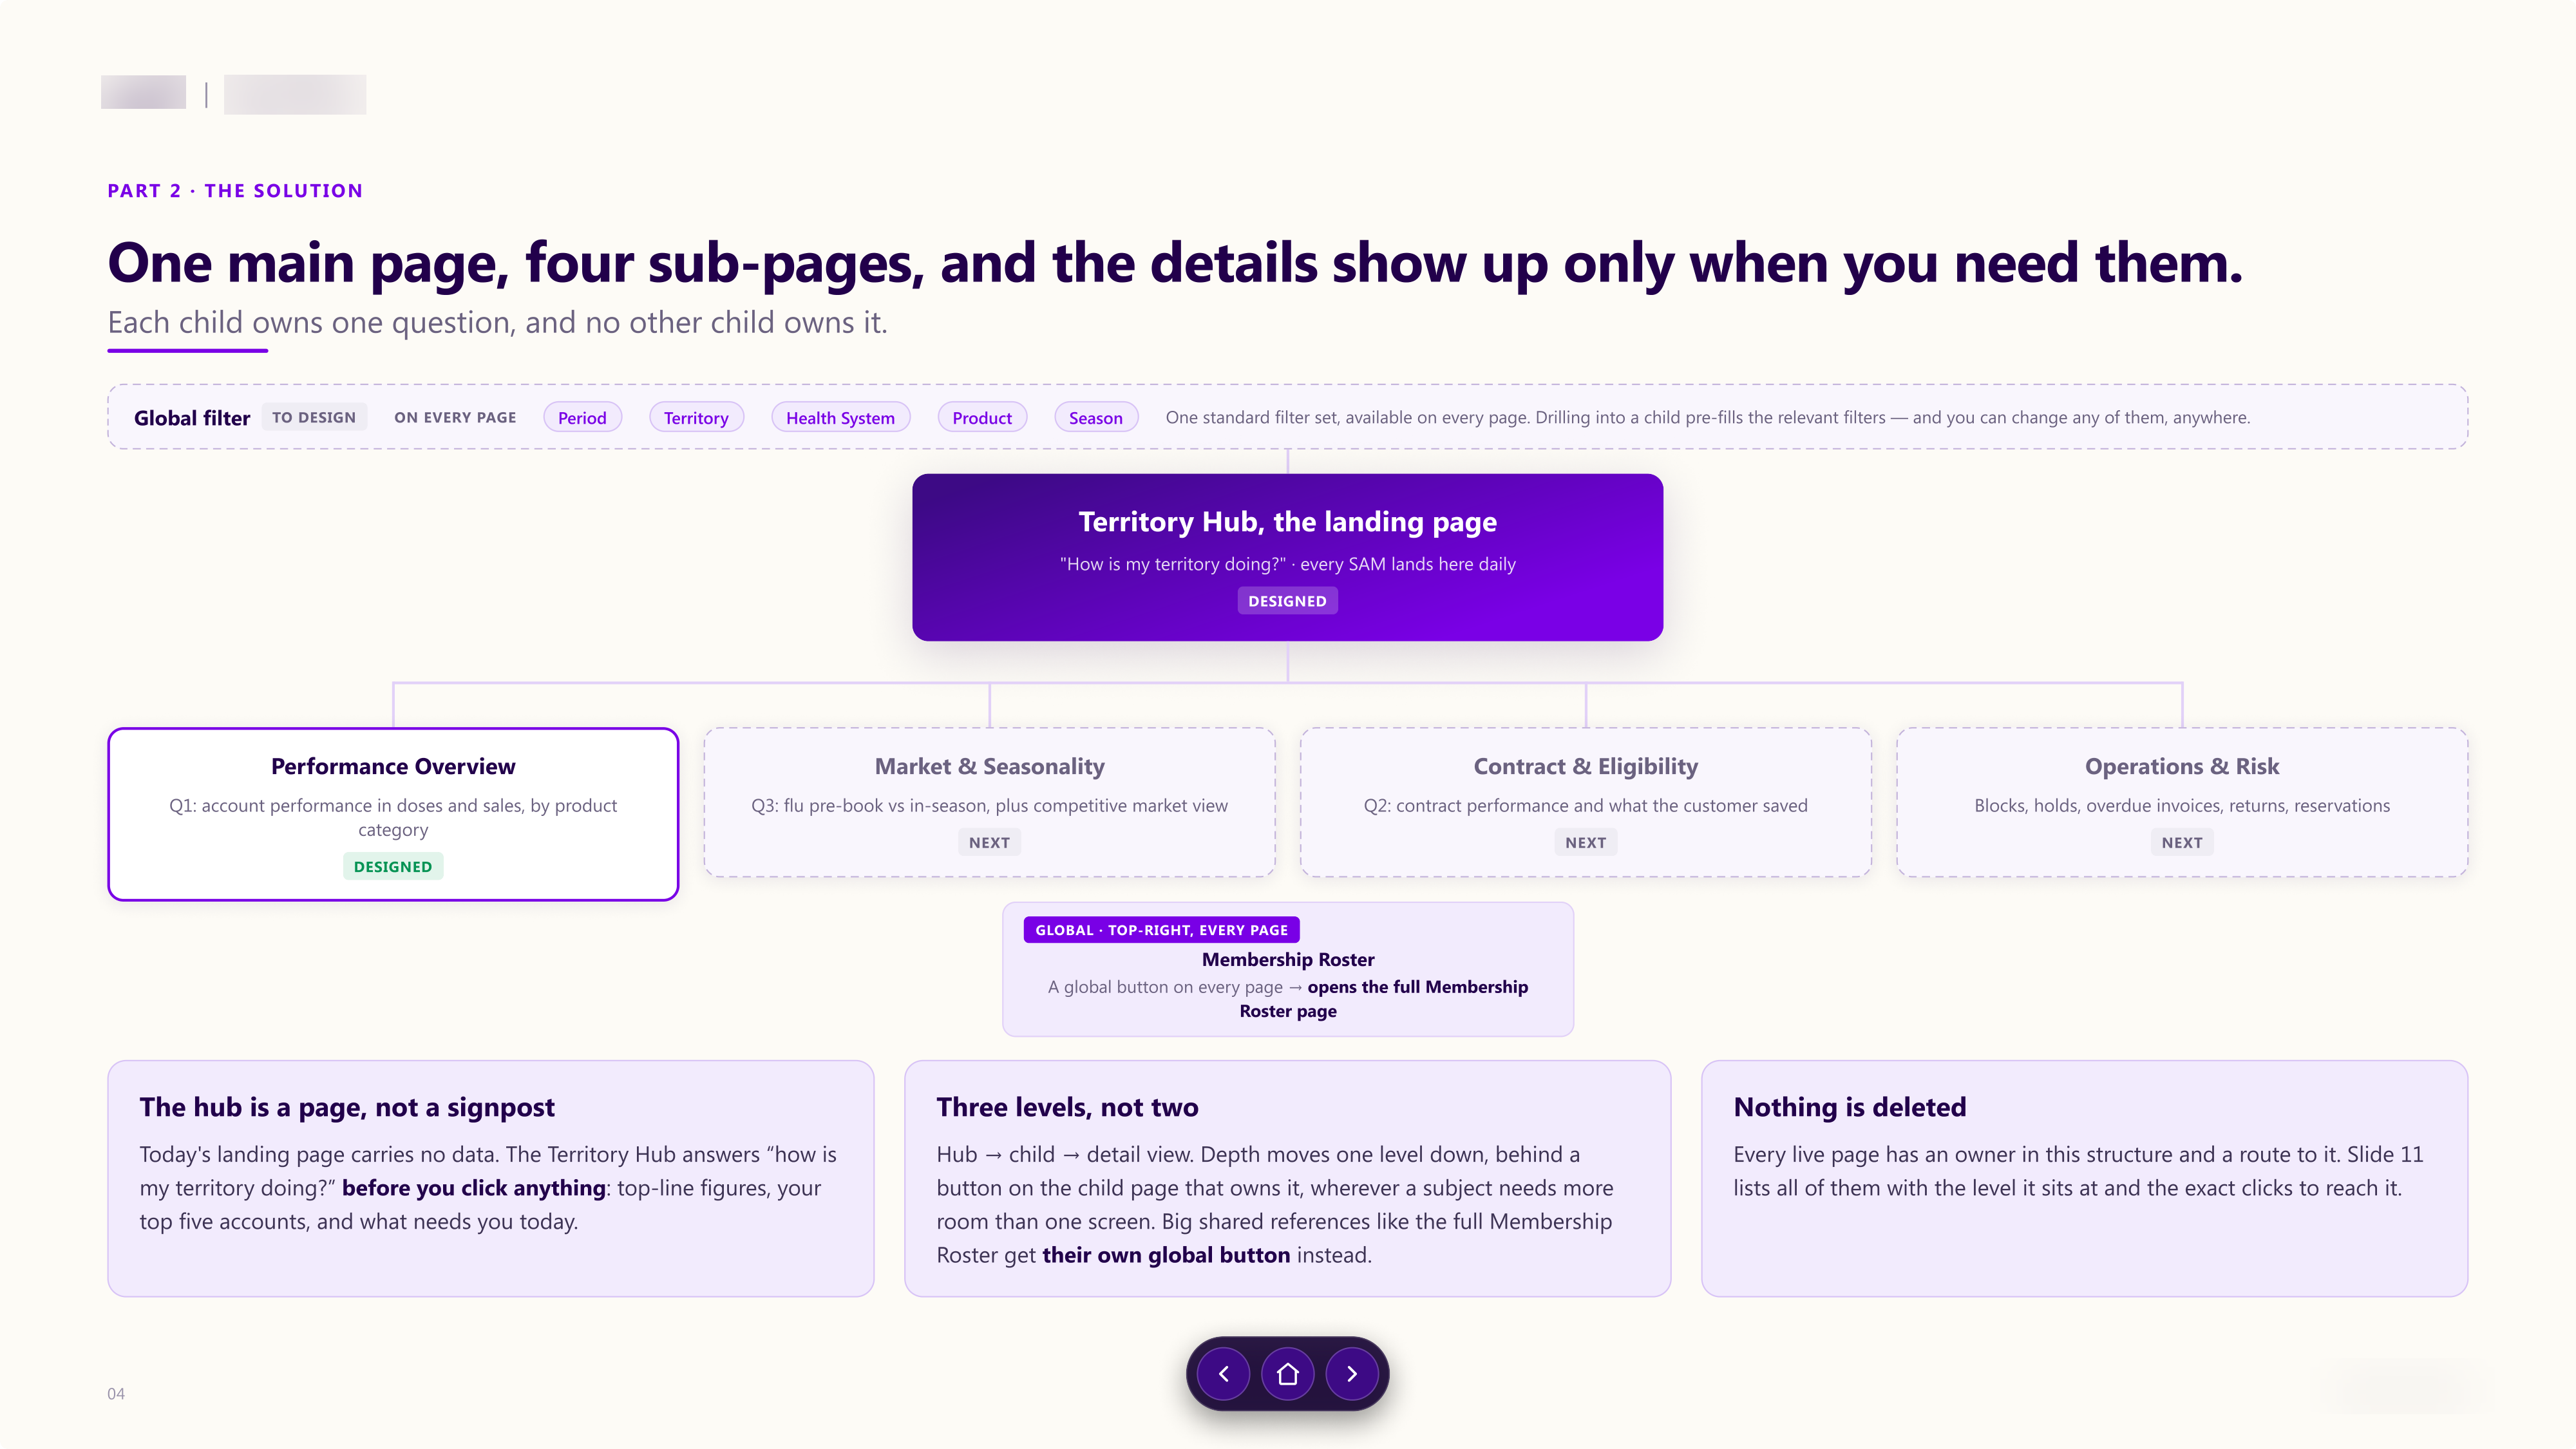 PART 2 · THE SOLUTION
One main page, four sub-pages, and the details show up only when you need them.
Each child owns one question, and no other child owns it.
Global filter TO DESIGN ON EVERY PAGE Period Territory Health System Product Season One standard filter set, available on every page. Drilling into a child pre-fills the relevant filters — and you can change any of them, anywhere.
Territory Hub, the landing page
"How is my territory doing?" · every SAM lands here daily
DESIGNED
Performance Overview
Q1: account performance in doses and sales, by product
category
DESIGNED
Market & Seasonality
Q3: flu pre-book vs in-season, plus competitive market view
NEXT
Contract & Eligibility
Q2: contract performance and what the customer saved
NEXT
Operations & Risk
Blocks, holds, overdue invoices, returns, reservations
NEXT
GLOBAL · TOP-RIGHT, EVERY PAGE
Membership Roster
A global button on every page → opens the full Membership
Roster page
The hub is a page, not a signpost
Today's landing page carries no data. The Territory Hub answers “how is
my territory doing?” before you click anything: top-line figures, your
top five accounts, and what needs you today.
Three levels, not two
Hub → child → detail view. Depth moves one level down, behind a
button on the child page that owns it, wherever a subject needs more
room than one screen. Big shared references like the full Membership
Roster get their own global button instead.
Nothing is deleted
Every live page has an owner in this structure and a route to it. Slide 11
lists all of them with the level it sits at and the exact clicks to reach it.
04